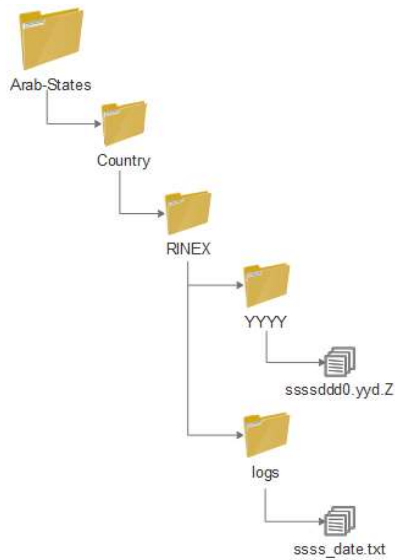 Arab-States
Country
RINEX
YYYY
ssssddd0.yyd.Z
logs
ssss_date.txt